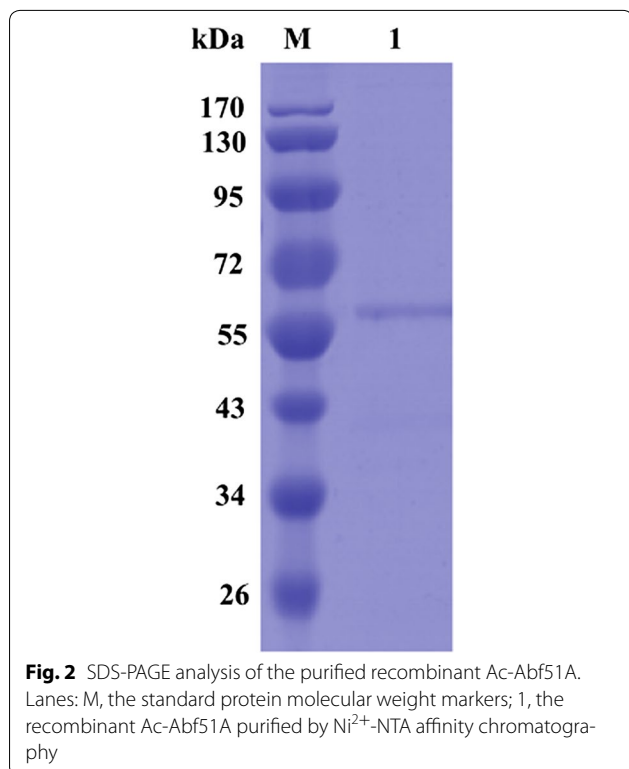 kDa M 1
170
130
95
72
55
43
34
26
Fig. 2 SDS-PAGE analysis of the purified recombinant Ac-Abf51A.
Lanes: M, the standard protein molecular weight markers; 1, the
recombinant Ac-Abf51A purified by Ni²⁺-NTA affinity chromatogra-
phy